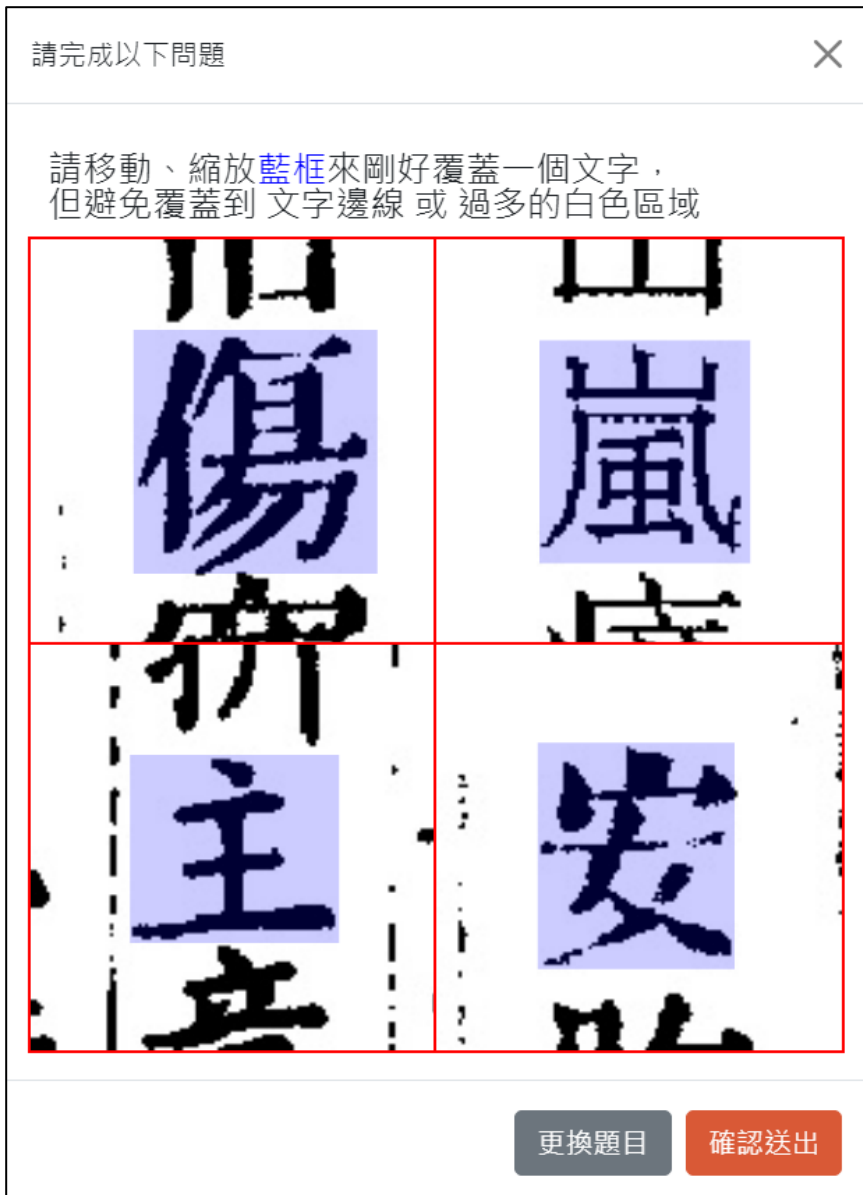 請完成以下問題
請移動、縮放藍框來剛好覆蓋一個文字，
但避免覆蓋到 文字邊線 或 過多的白色區域
傷
嵐
主
安
更換題目
確認送出